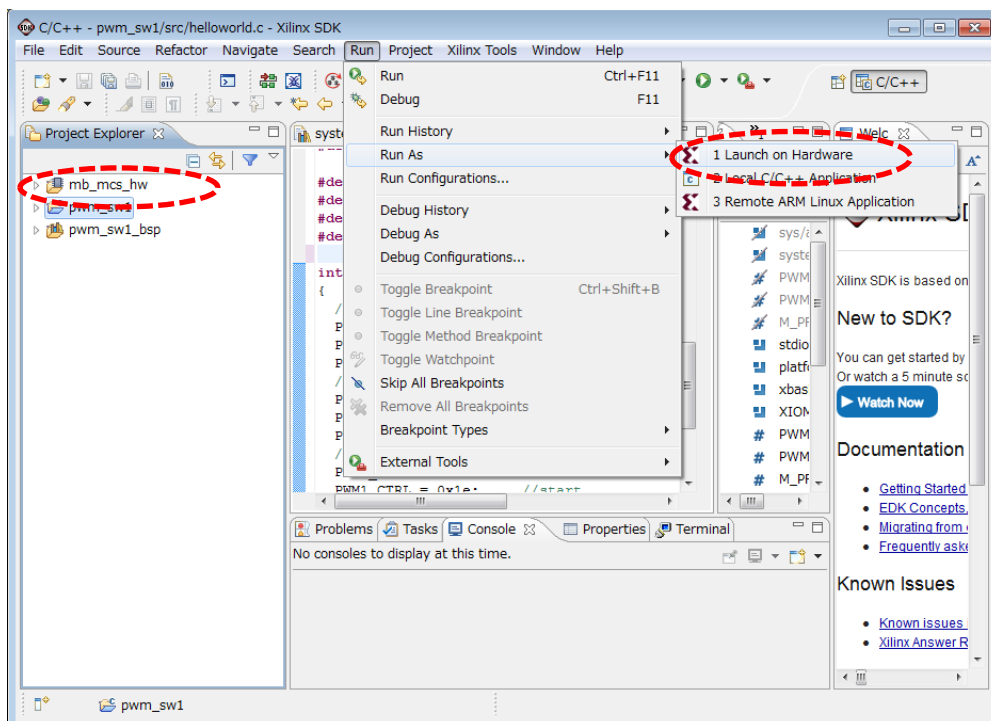 C/C++ - pwm_sw1/src/helloworld.c - Xilinx SDK
File Edit Source Refactor Navigate Search Run Project Xilinx Tools Window Help
C/C++
Run Ctrl+F11
Debug F11
Run History
Run As
Run Configurations...
Debug History
Debug As
Debug Configurations...
Toggle Breakpoint Ctrl+Shift+B
Toggle Line Breakpoint
Toggle Method Breakpoint
Toggle Watchpoint
Skip All Breakpoints
Remove All Breakpoints
Breakpoint Types
External Tools
1 Launch on Hardware
2 Local C/C++ Application
3 Remote ARM Linux Application
Project Explorer
mb_mcs_hw
pwm_sw1
pwm_sw1_bsp
syste
#de
#de
#de
#de
int
{
/
P
P
P
/
P
P
P
/
P
PWM1_CTRL = 0x1e; //start
sys/
syste
PWM
PWM
M_PF
stdio
platf
xbas
XIOM
PWM
PWM
M_PF
Welc
Xilinx SD
Xilinx SDK is based on
New to SDK?
You can get started by
Or watch a 5 minute sc
Watch Now
Documentation
Getting Started
EDK Concepts,
Migrating from
Frequently aske
Known Issues
Known issues
Xilinx Answer R
Problems Tasks Console Properties Terminal
No consoles to display at this time.
pwm_sw1